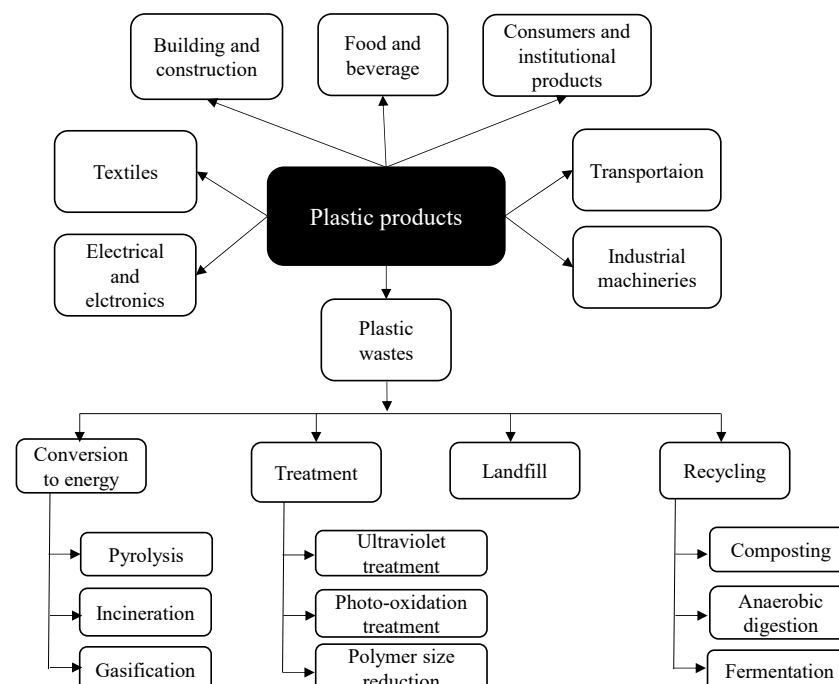 Building and
construction
Food and
beverage
Consumers and
institutional
products
Textiles
Plastic products
Transportaion
Electrical
and
elctronics
Industrial
machineries
Plastic
wastes
Conversion
to energy
Treatment
Landfill
Recycling
Pyrolysis
Ultraviolet
treatment
Composting
Incineration
Photo-oxidation
treatment
Anaerobic
digestion
Gasification
Polymer size
reduction
Fermentation